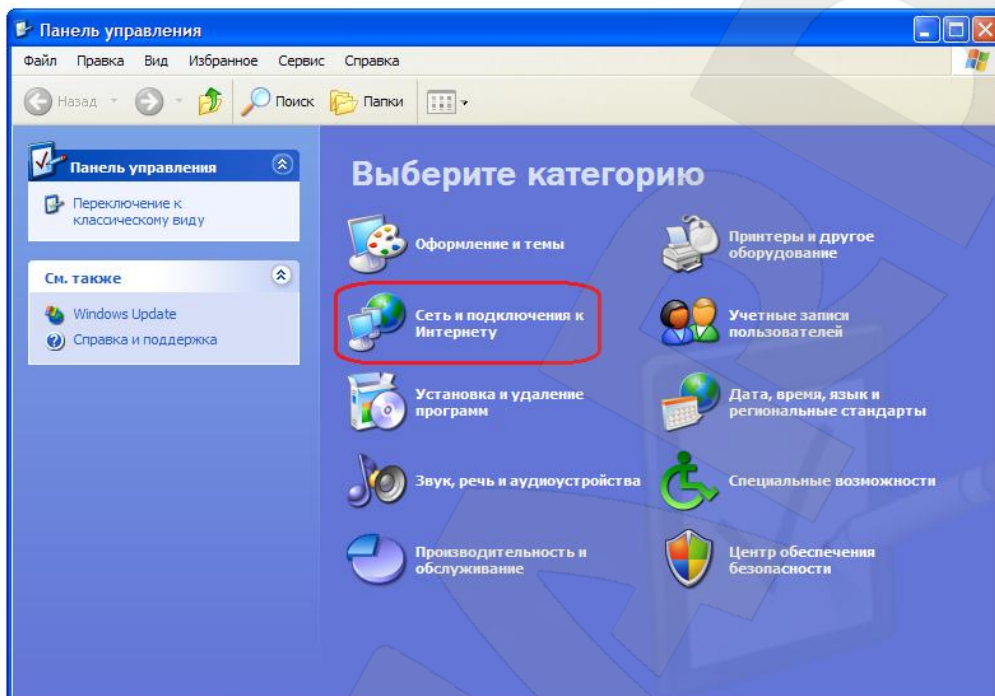 Панель управления
Файл Правка Вид Избранное Сервис Справка
Назад Поиск Папки
Панель управления
Переключение к
классическому виду
См. также
Windows Update
Справка и поддержка
Выберите категорию
Оформление и темы
Принтеры и другое
оборудование
Сеть и подключения к
Интернету
Учетные записи
пользователей
Установка и удаление
программ
Дата, время, язык и
региональные стандарты
Звук, речь и аудиоустройства
Специальные возможности
Производительность и
обслуживание
Центр обеспечения
безопасности